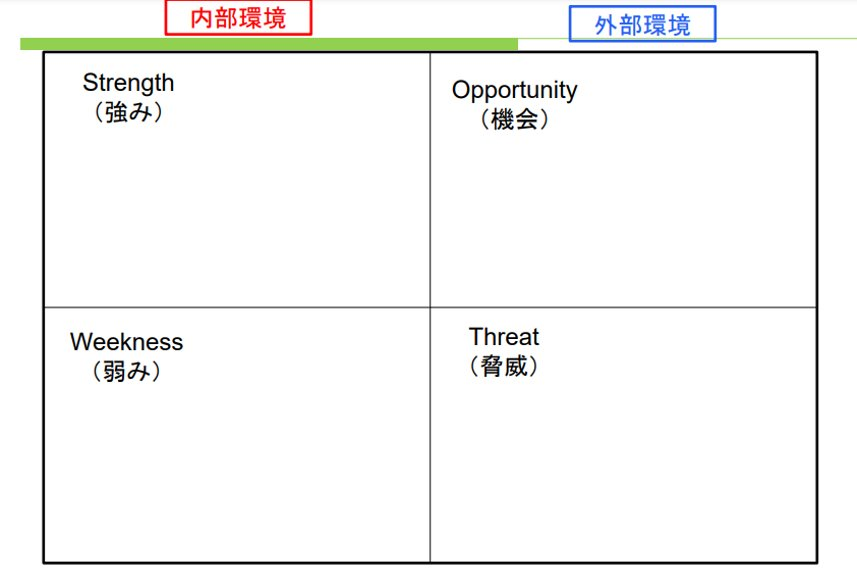 内部環境
外部環境
Strength
（強み）
Opportunity
（機会）
Weekness
（弱み）
Threat
（脅威）